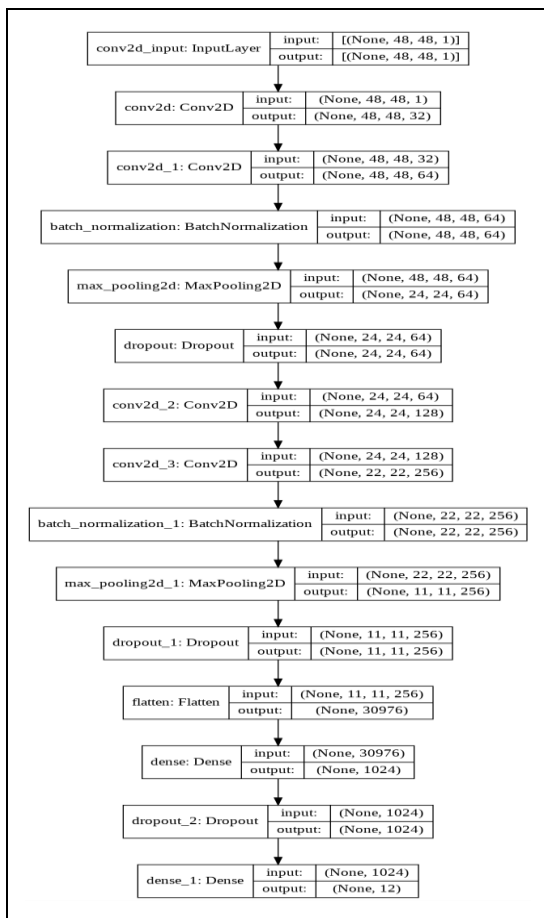 conv2d_input: InputLayer input: [(None, 48, 48, 1)]
output: [(None, 48, 48, 1)]
conv2d: Conv2D input: (None, 48, 48, 1)
output: (None, 48, 48, 32)
conv2d_1: Conv2D input: (None, 48, 48, 32)
output: (None, 48, 48, 64)
batch_normalization: BatchNormalization input: (None, 48, 48, 64)
output: (None, 48, 48, 64)
max_pooling2d: MaxPooling2D input: (None, 48, 48, 64)
output: (None, 24, 24, 64)
dropout: Dropout input: (None, 24, 24, 64)
output: (None, 24, 24, 64)
conv2d_2: Conv2D input: (None, 24, 24, 64)
output: (None, 24, 24, 128)
conv2d_3: Conv2D input: (None, 24, 24, 128)
output: (None, 22, 22, 256)
batch_normalization_1: BatchNormalization input: (None, 22, 22, 256)
output: (None, 22, 22, 256)
max_pooling2d_1: MaxPooling2D input: (None, 22, 22, 256)
output: (None, 11, 11, 256)
dropout_1: Dropout input: (None, 11, 11, 256)
output: (None, 11, 11, 256)
flatten: Flatten input: (None, 11, 11, 256)
output: (None, 30976)
dense: Dense input: (None, 30976)
output: (None, 1024)
dropout_2: Dropout input: (None, 1024)
output: (None, 1024)
dense_1: Dense input: (None, 1024)
output: (None, 12)